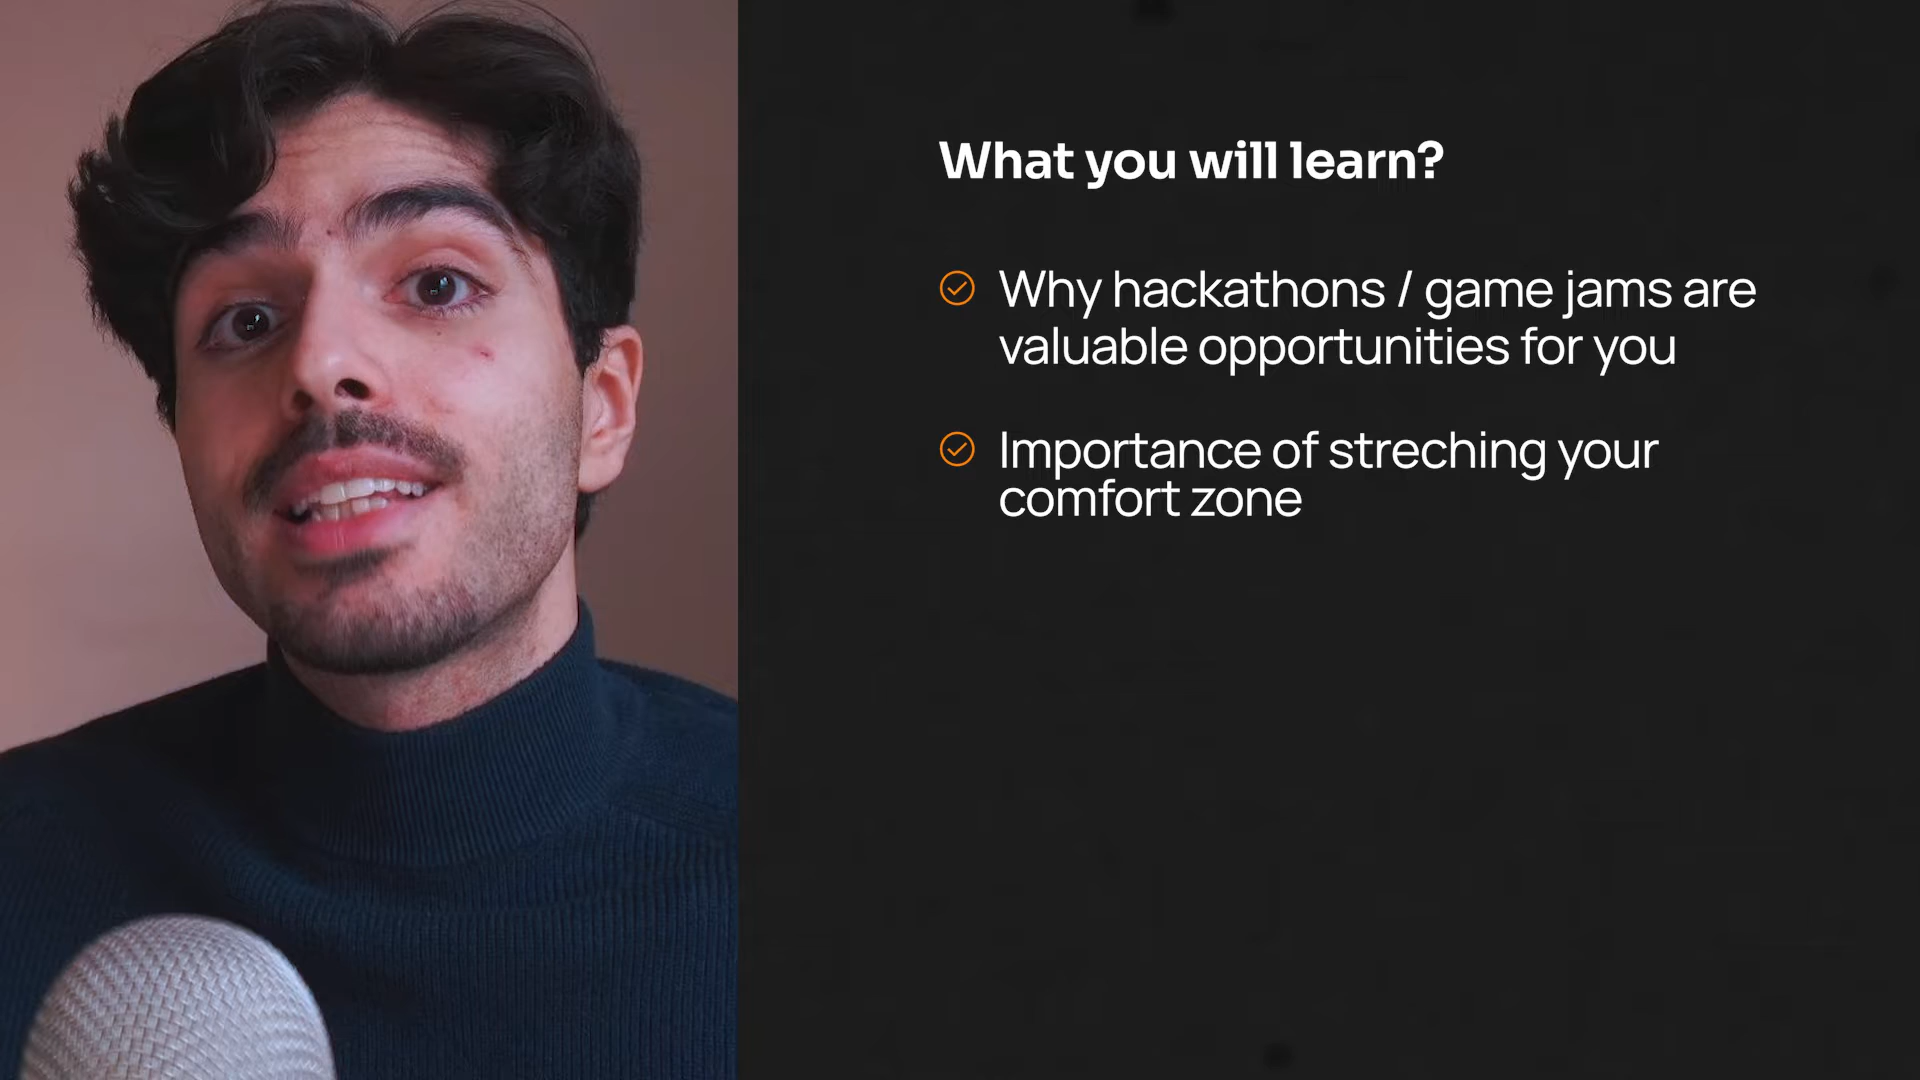 What you will learn?
Why hackathons / game jams are
valuable opportunities for you
Importance of streching your
comfort zone